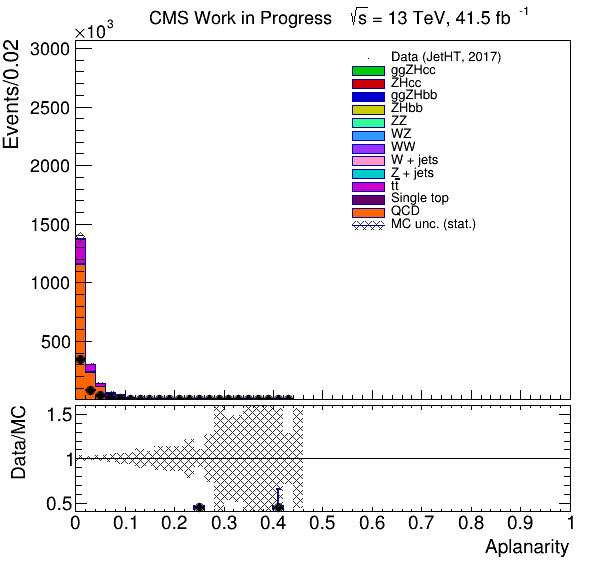 CMS Work in Progress √s = 13 TeV, 41.5 fb -1
×10³
Events/0.02
3000
2500
2000
1500
1000
500
Data (JetHT, 2017)
ggZHcc
ZHcc
ggZHbb
ZHbb
ZZ
WZ
WW
W + jets
Z + jets
tt̅
Single top
QCD
MC unc. (stat.)
Data/MC
1.5
1
0.5
0 0.1 0.2 0.3 0.4 0.5 0.6 0.7 0.8 0.9 1
Aplanarity